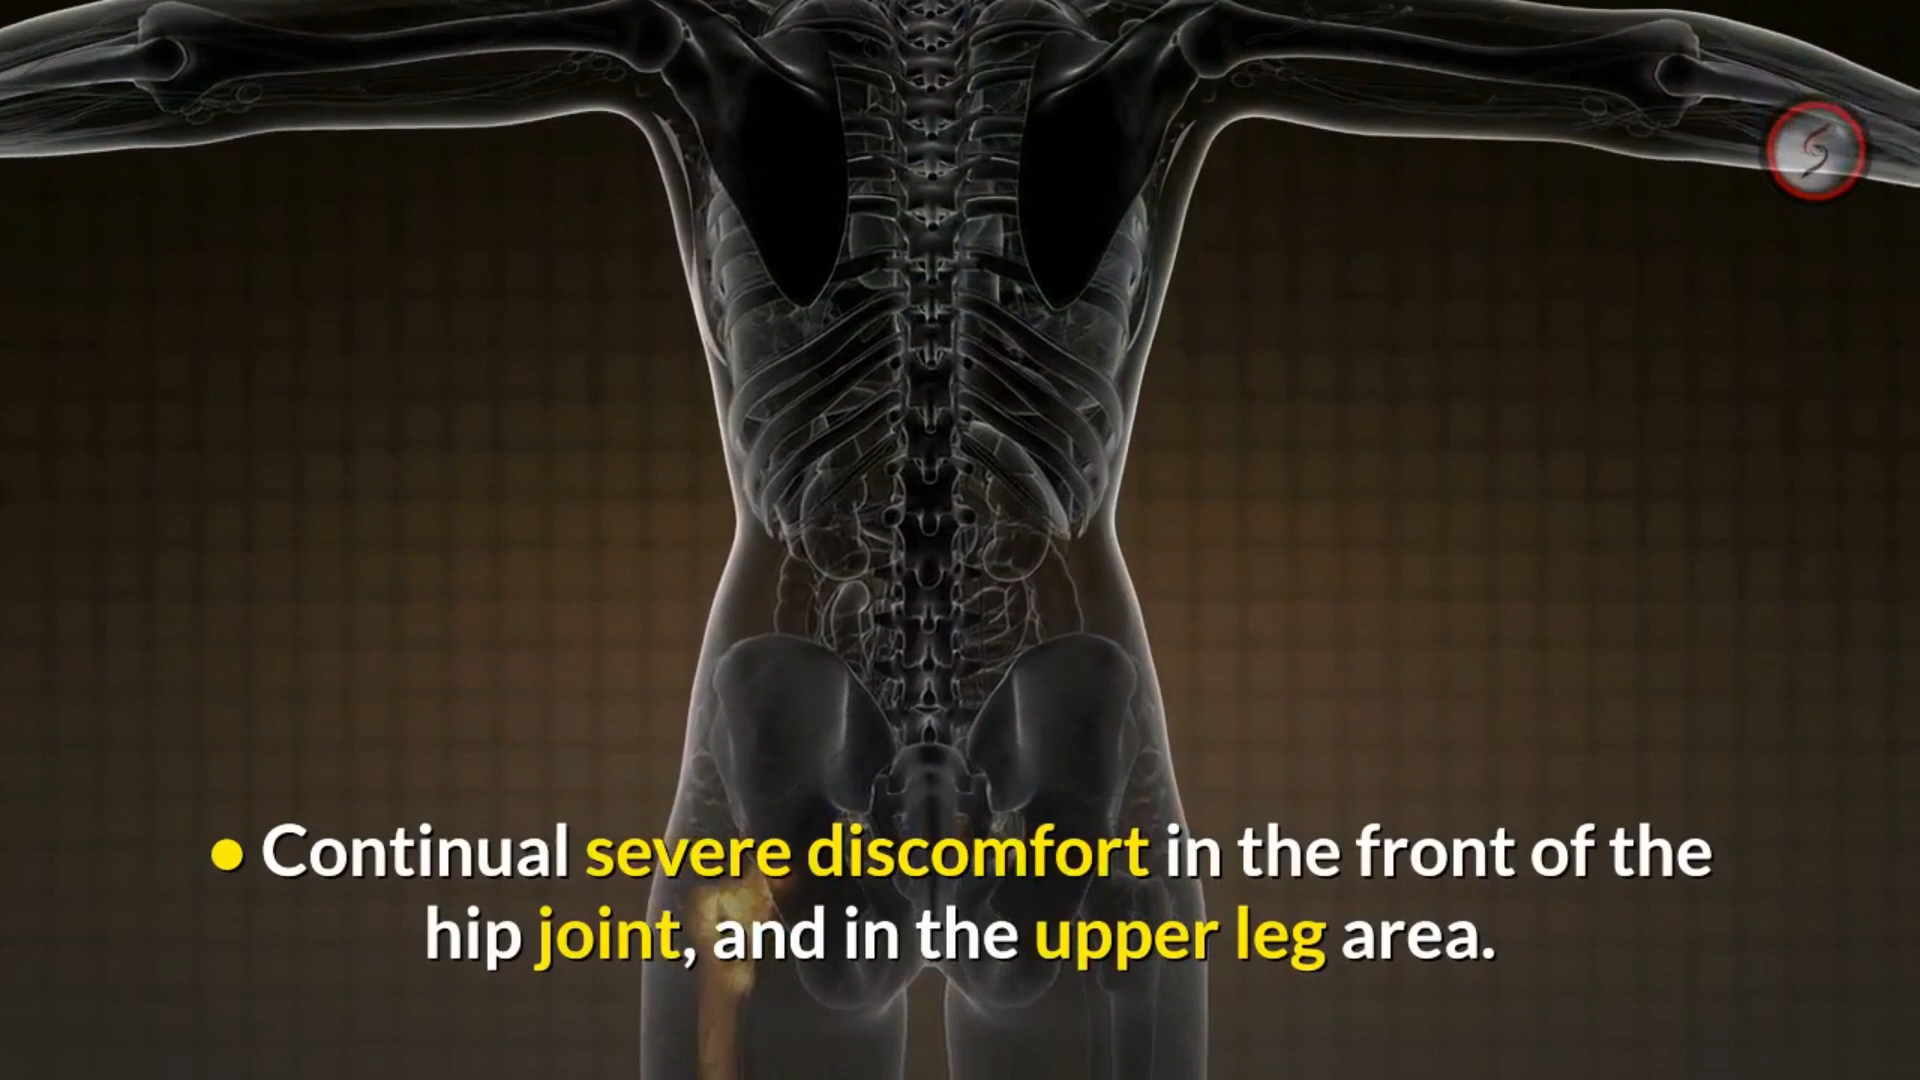 • Continual severe discomfort in the front of the
hip joint, and in the upper leg area.